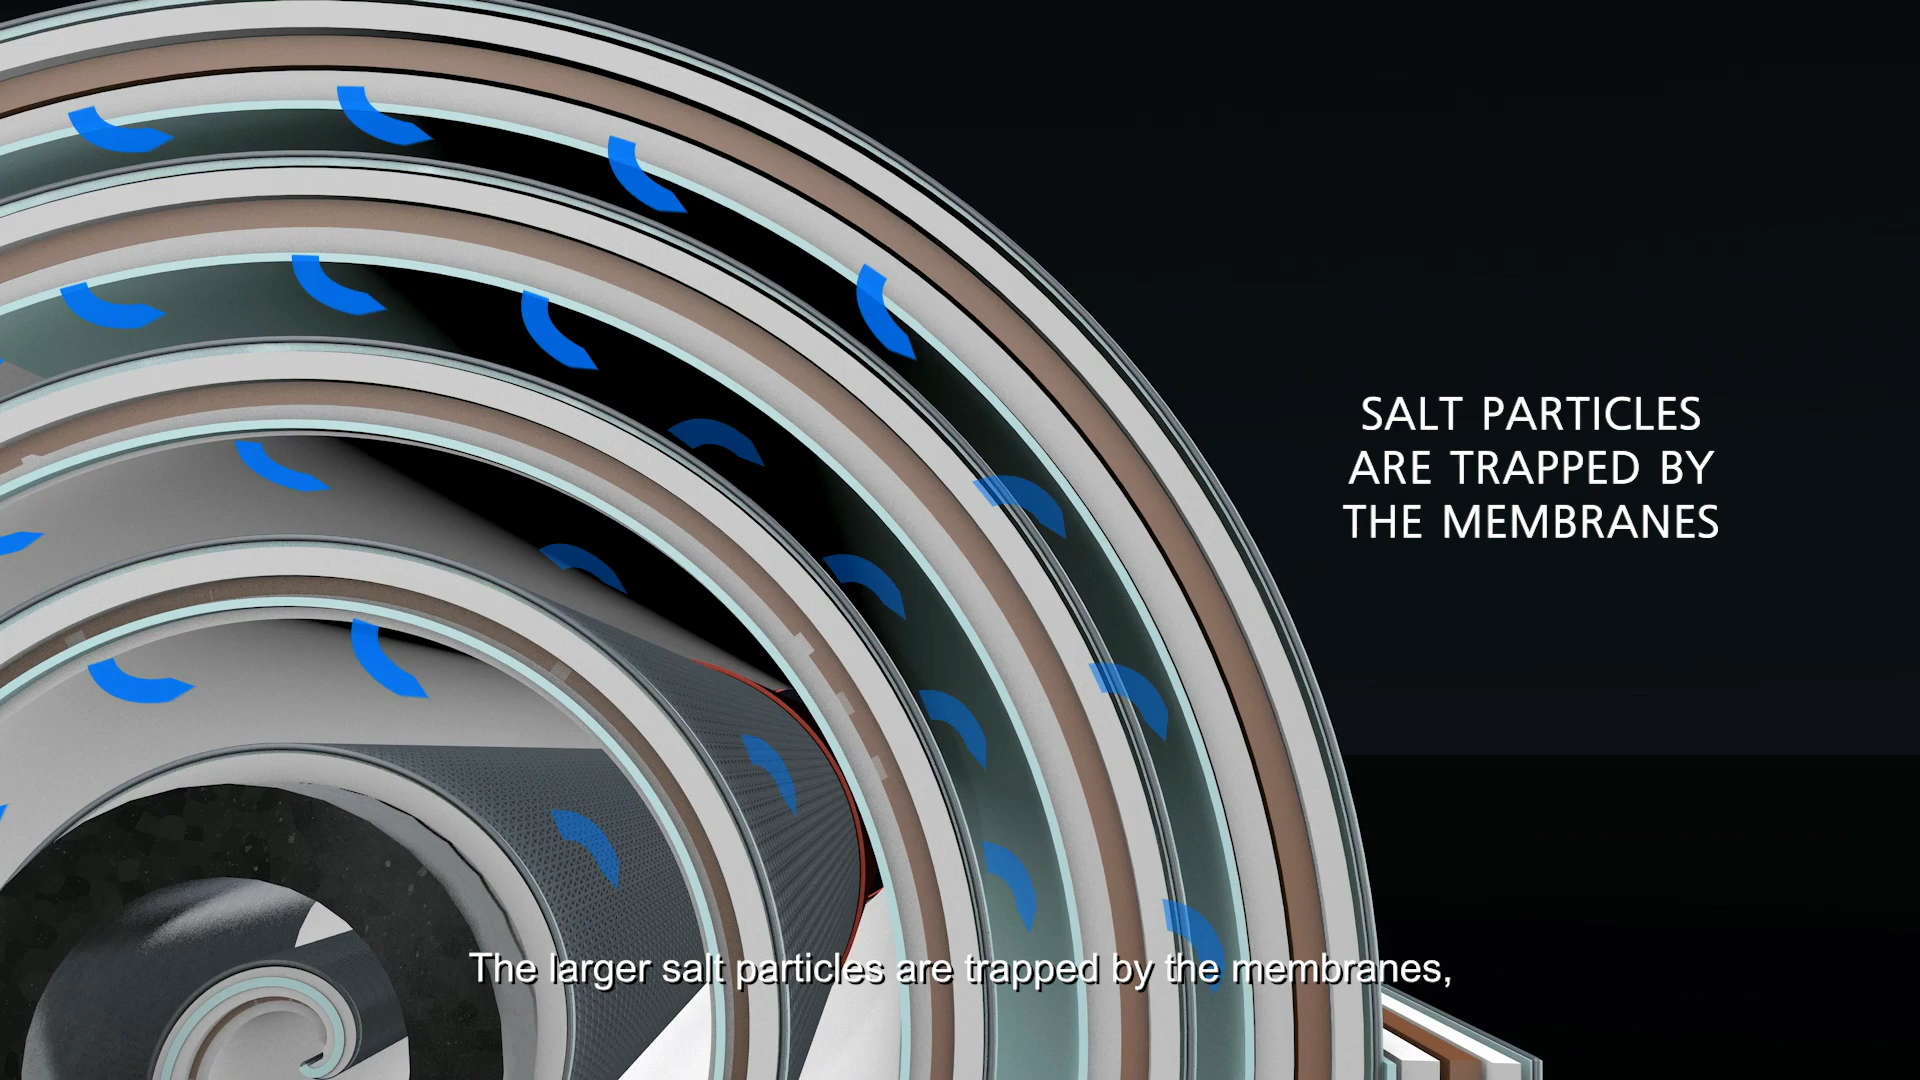 SALT PARTICLES
ARE TRAPPED BY
THE MEMBRANES
The larger salt particles are trapped by the membranes,